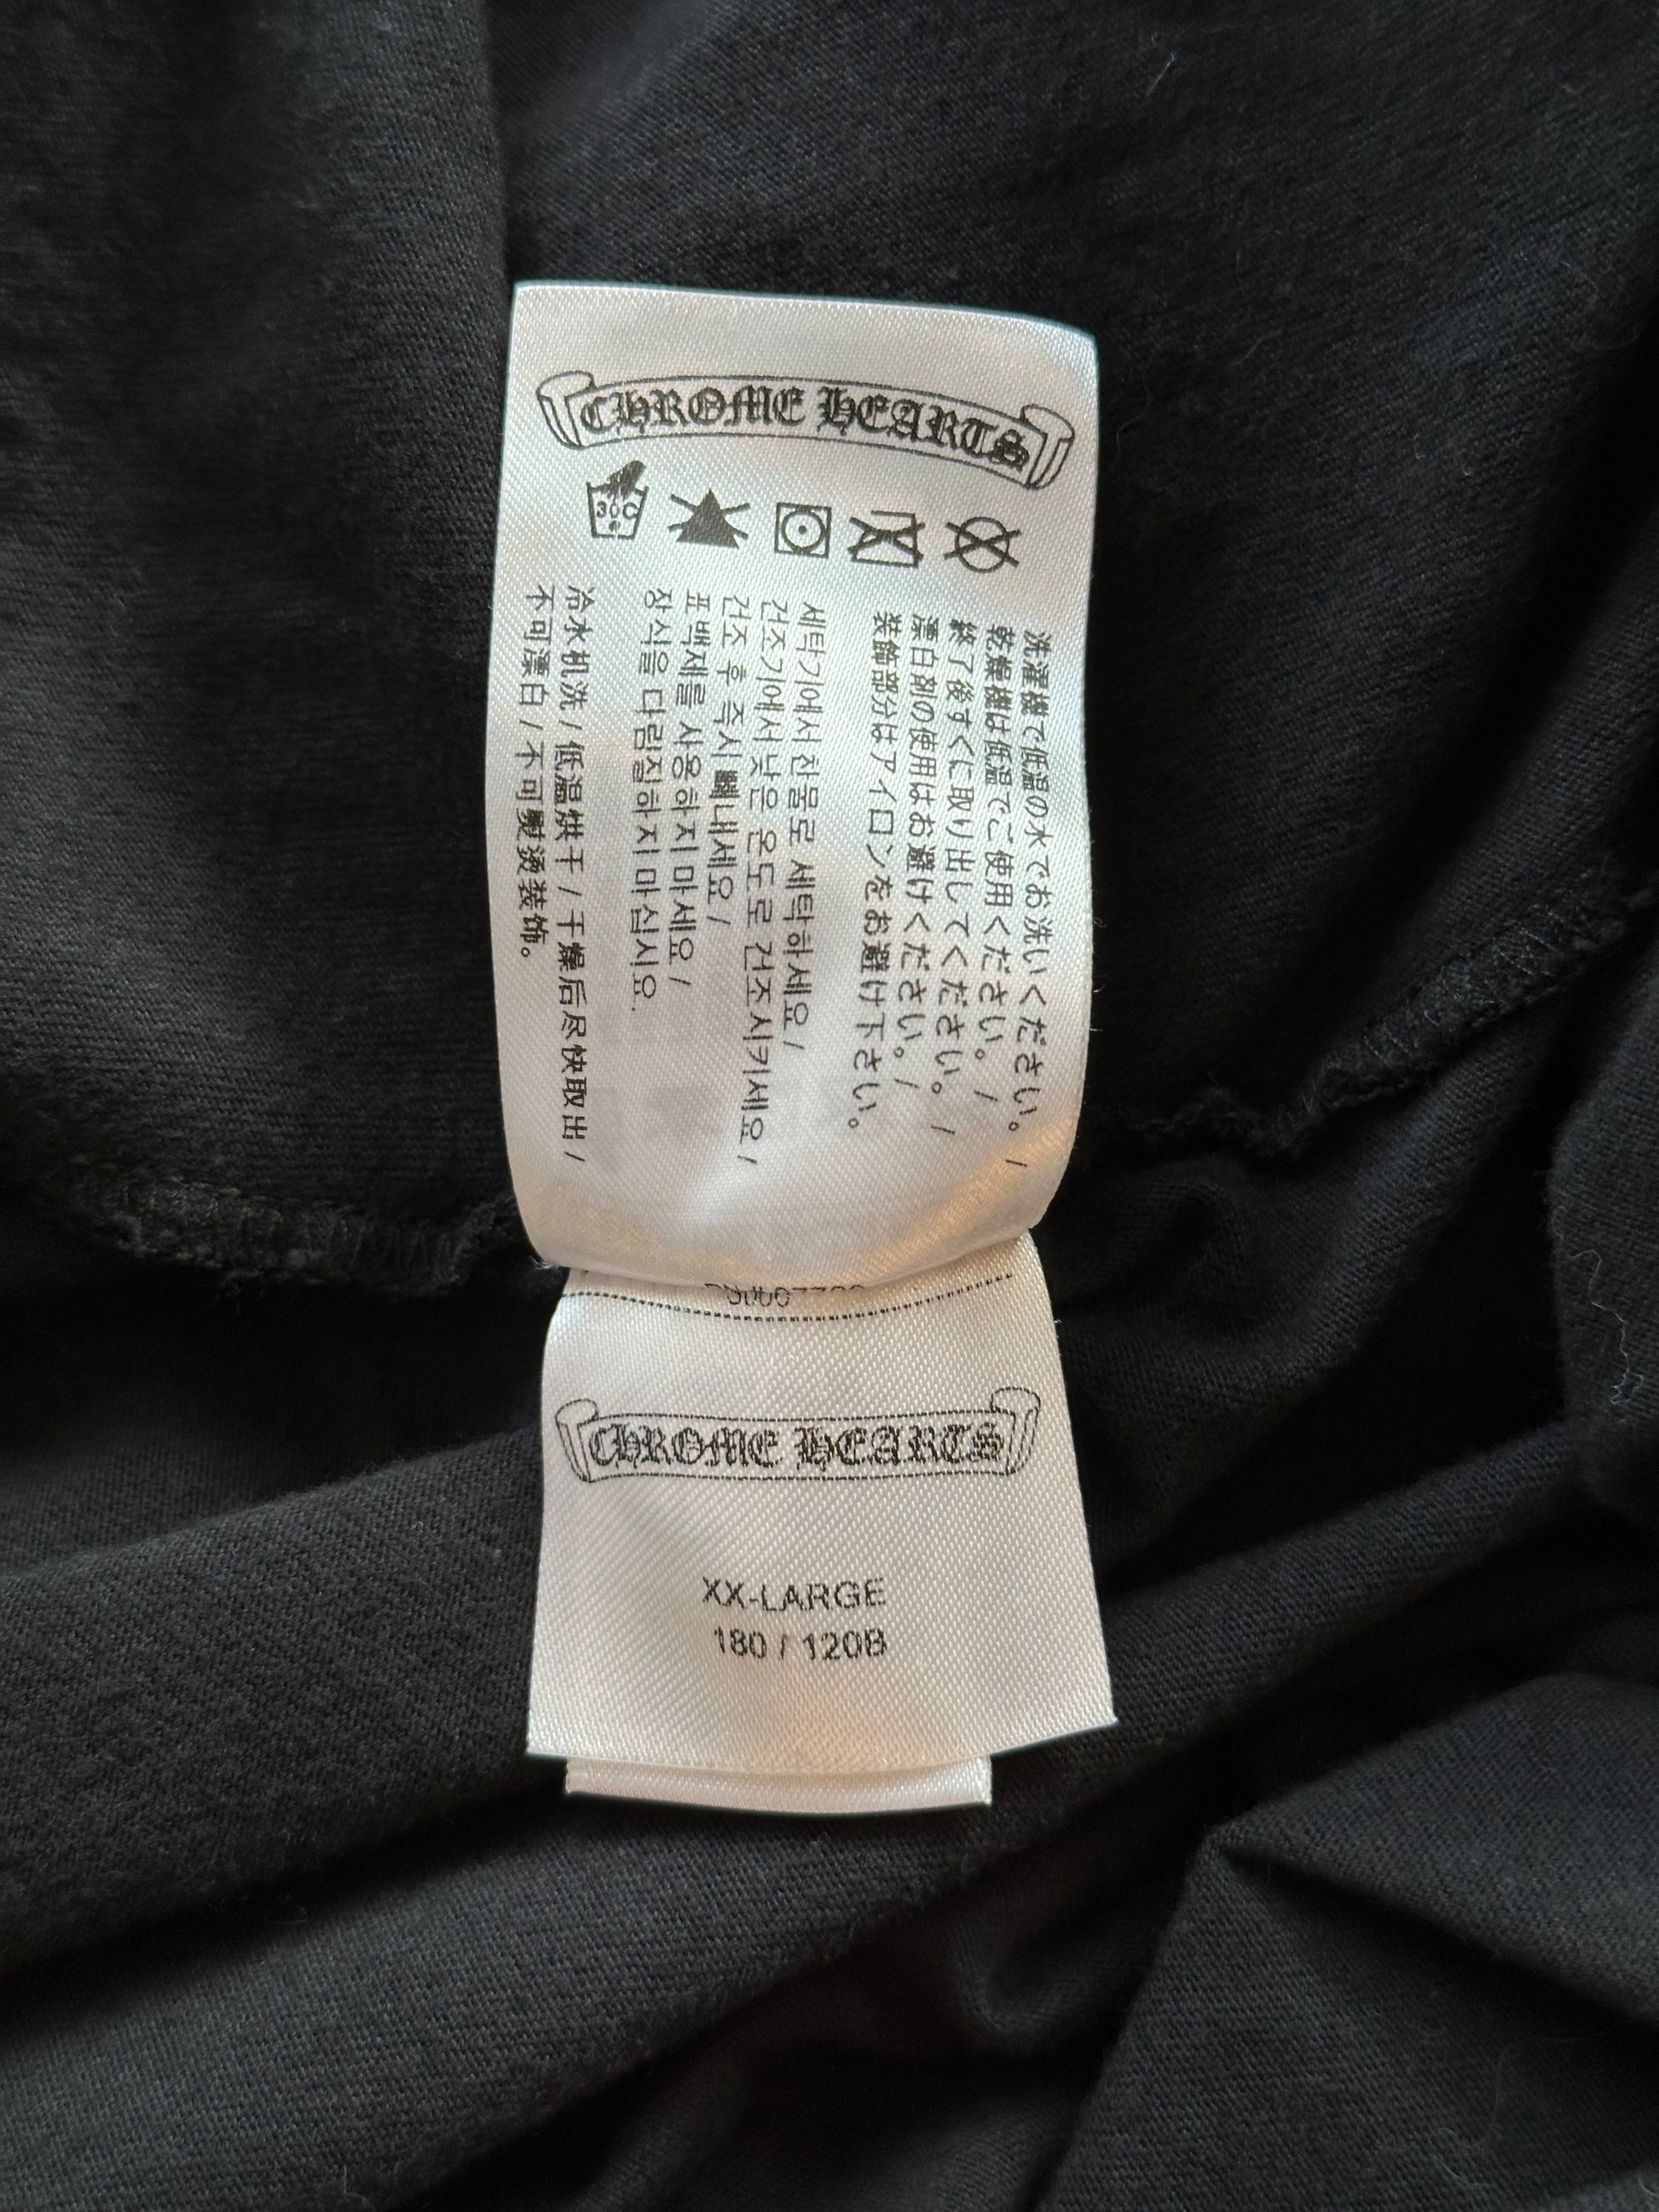 CHROME HEARTS
30C
洗濯機で低温の水でお洗いください。 /
乾燥機は低温でご使用ください。 /
終了後すぐに取り出してください。 /
漂白剤の使用はお避けください。 /
装飾部分はアイロンをお避け下さい。
세탁기에서 찬물로 세탁하세요 /
건조기에서 낮은 온도로 건조시키세요 /
건조 후 즉시 빼내세요 /
표백제를 사용하지 마세요 /
장식을 다림질하지 마십시요.
冷水机洗 / 低温烘干 / 干燥后尽快取出 /
不可漂白 / 不可熨烫装饰。
CHROME HEARTS
XX-LARGE
180 / 120B